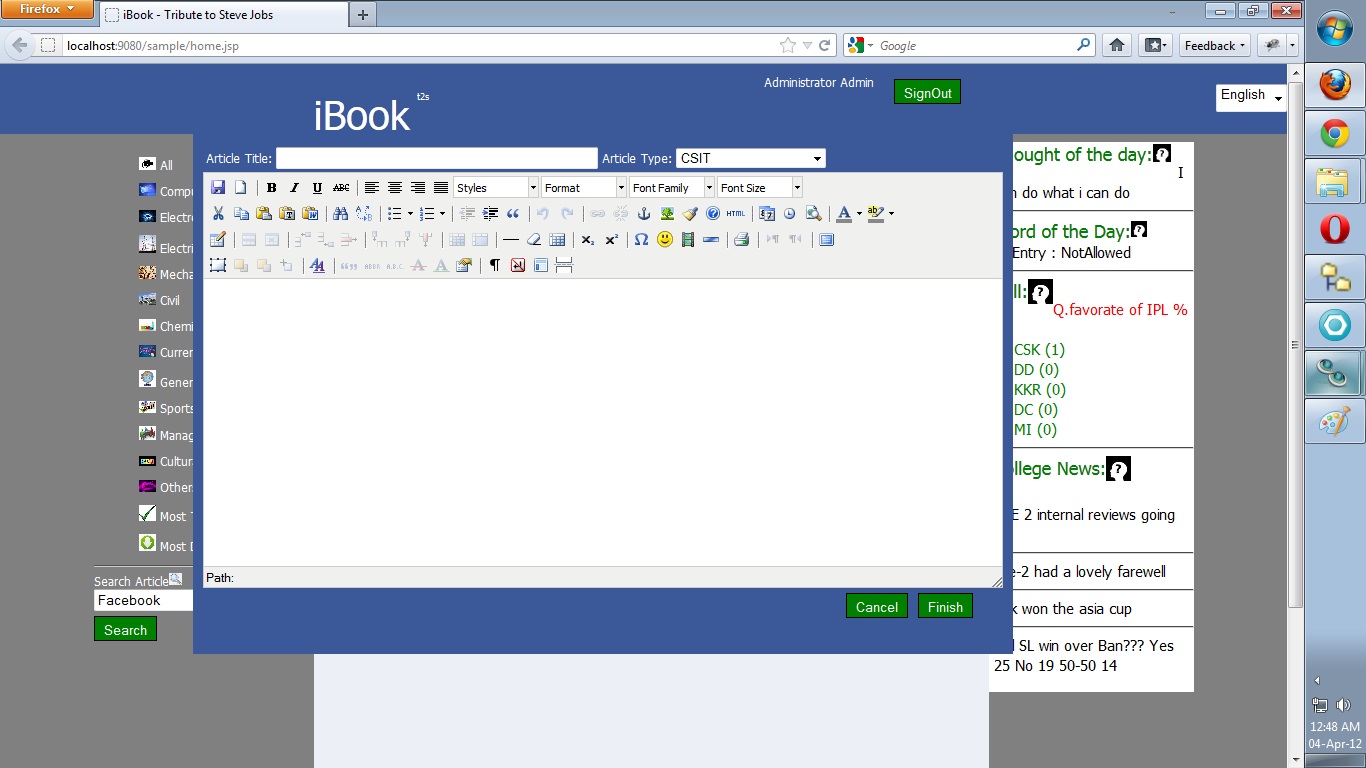 Firefox
iBook - Tribute to Steve Jobs
localhost:9080/sample/home.jsp
Google
Feedback
Administrator Admin
SignOut
English
iBook t2s
Article Title:
Article Type: CSIT
ABC
Styles
Format
Font Family
Font Size
HTML
Path:
Cancel
Finish
All
Compu
Electro
Electri
Mecha
Civil
Chemi
Curren
Gener
Sports
Manag
Cultur
Other
Most T
Most D
Search Article
Facebook
Search
ought of the day:
I
n do what i can do
ord of the Day:
Entry : NotAllowed
ll:
Q.favorate of IPL %
CSK (1)
DD (0)
KKR (0)
DC (0)
MI (0)
llege News:
E 2 internal reviews going
e-2 had a lovely farewell
k won the asia cup
SL win over Ban??? Yes
25 No 19 50-50 14
12:48 AM
04-Apr-12